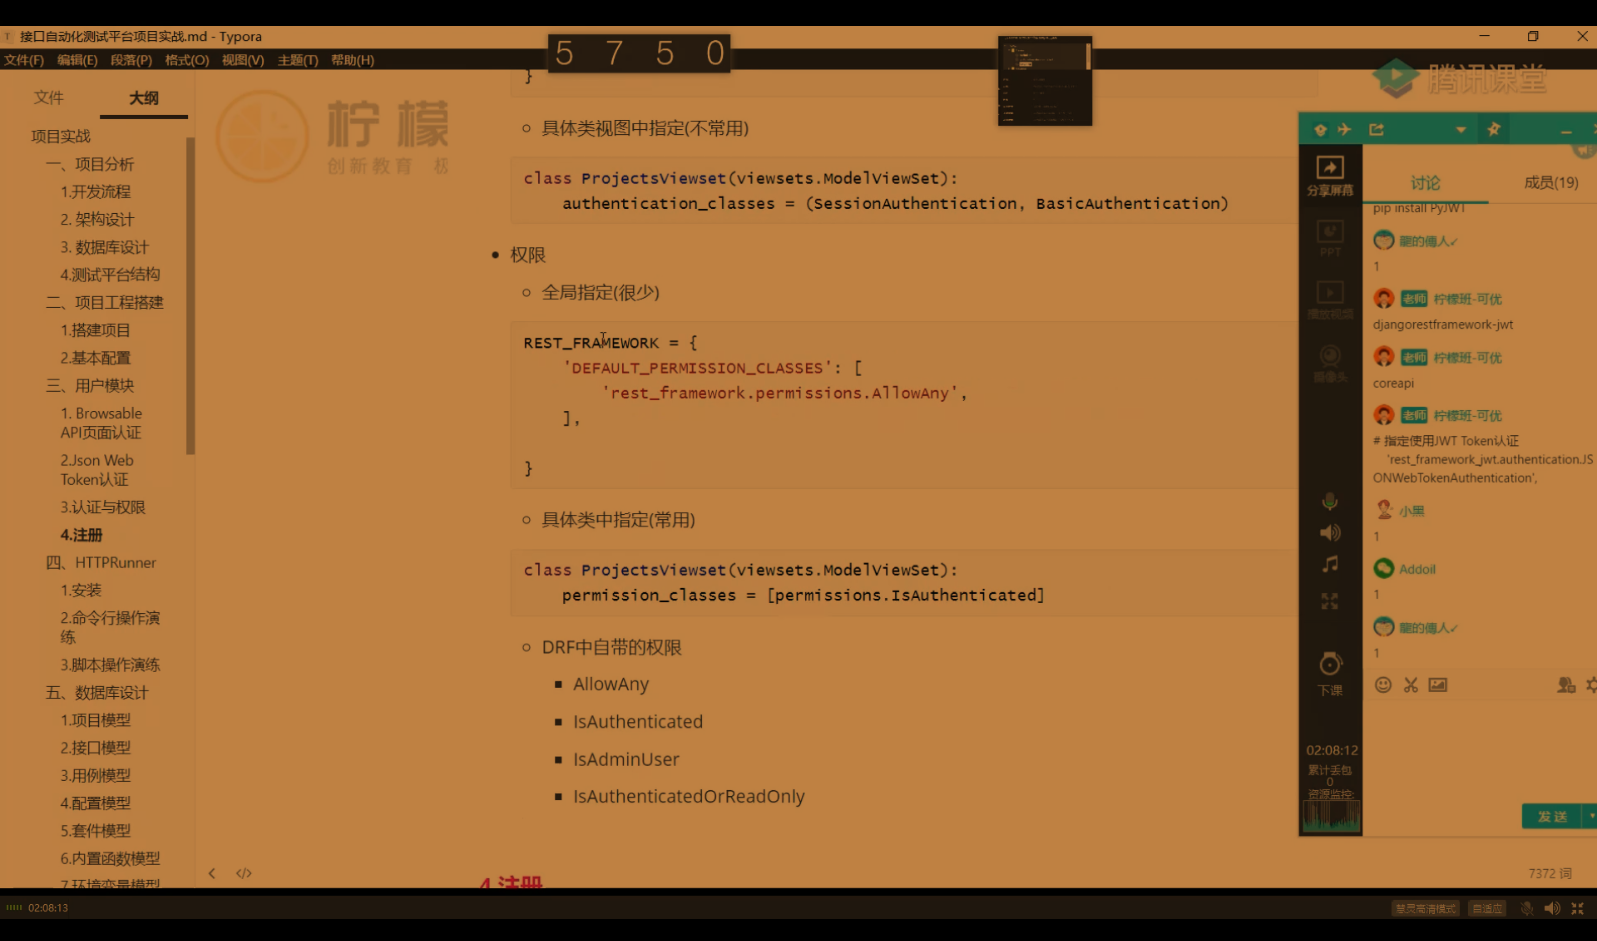 接口自动化测试平台项目实战.md - Typora
文件(F) 编辑(E) 段落(P) 格式(O) 视图(V) 主题(T) 帮助(H)
5 7 5 0
腾讯课堂
文件 大纲
项目实战
一、项目分析
1.开发流程
2. 架构设计
3. 数据库设计
4.测试平台结构
二、项目工程搭建
1.搭建项目
2.基本配置
三、用户模块
1. Browsable
API页面认证
2.Json Web
Token认证
3.认证与权限
4.注册
四、HTTPRunner
1.安装
2.命令行操作演
练
3.脚本操作演练
五、数据库设计
1.项目模型
2.接口模型
3.用例模型
4.配置模型
5.套件模型
6.内置函数模型
7.环境变量模型
柠檬
创新教育
}
具体类视图中指定(不常用)
class ProjectsViewset(viewsets.ModelViewSet):
authentication_classes = (SessionAuthentication, BasicAuthentication)
权限
全局指定(很少)
REST_FRAMEWORK = {
'DEFAULT_PERMISSION_CLASSES': [
'rest_framework.permissions.AllowAny',
],
}
具体类中指定(常用)
class ProjectsViewset(viewsets.ModelViewSet):
permission_classes = [permissions.IsAuthenticated]
DRF中自带的权限
AllowAny
IsAuthenticated
IsAdminUser
IsAuthenticatedOrReadOnly
4.注册
分享屏幕
PPT
播放视频
摄像头
下课
02:08:12
累计丢包
0
资源监控:
讨论 成员(19)
pip install PyJWT
龍的傳人✓
1
老师 柠檬班-可优
djangorestframework-jwt
老师 柠檬班-可优
coreapi
老师 柠檬班-可优
# 指定使用JWT Token认证
'rest_framework_jwt.authentication.JS
ONWebTokenAuthentication',
小黑
1
Addoil
1
龍的傳人✓
1
发送
</> 7372 词
02:08:13
自适应